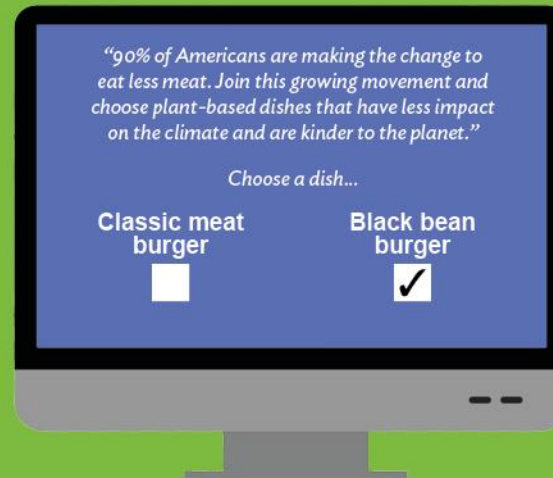 “90% of Americans are making the change to
eat less meat. Join this growing movement and
choose plant-based dishes that have less impact
on the climate and are kinder to the planet.”
Choose a dish...
Classic meat
burger
Black bean
burger